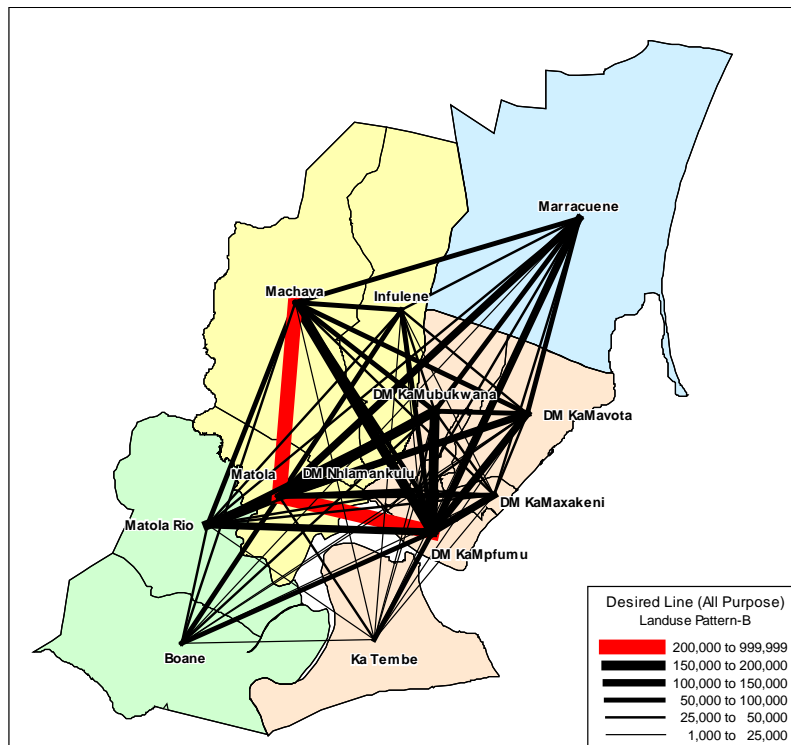 Marracuene
Machava
Infulene
DM KaMubukwana
DM KaMavota
Matola
DM Nhlamankulu
DM KaMaxakeni
Matola Rio
DM KaMpfumu
Boane
Ka Tembe
Desired Line (All Purpose)
Landuse Pattern-B
200,000 to 999,999
150,000 to 200,000
100,000 to 150,000
50,000 to 100,000
25,000 to 50,000
1,000 to 25,000